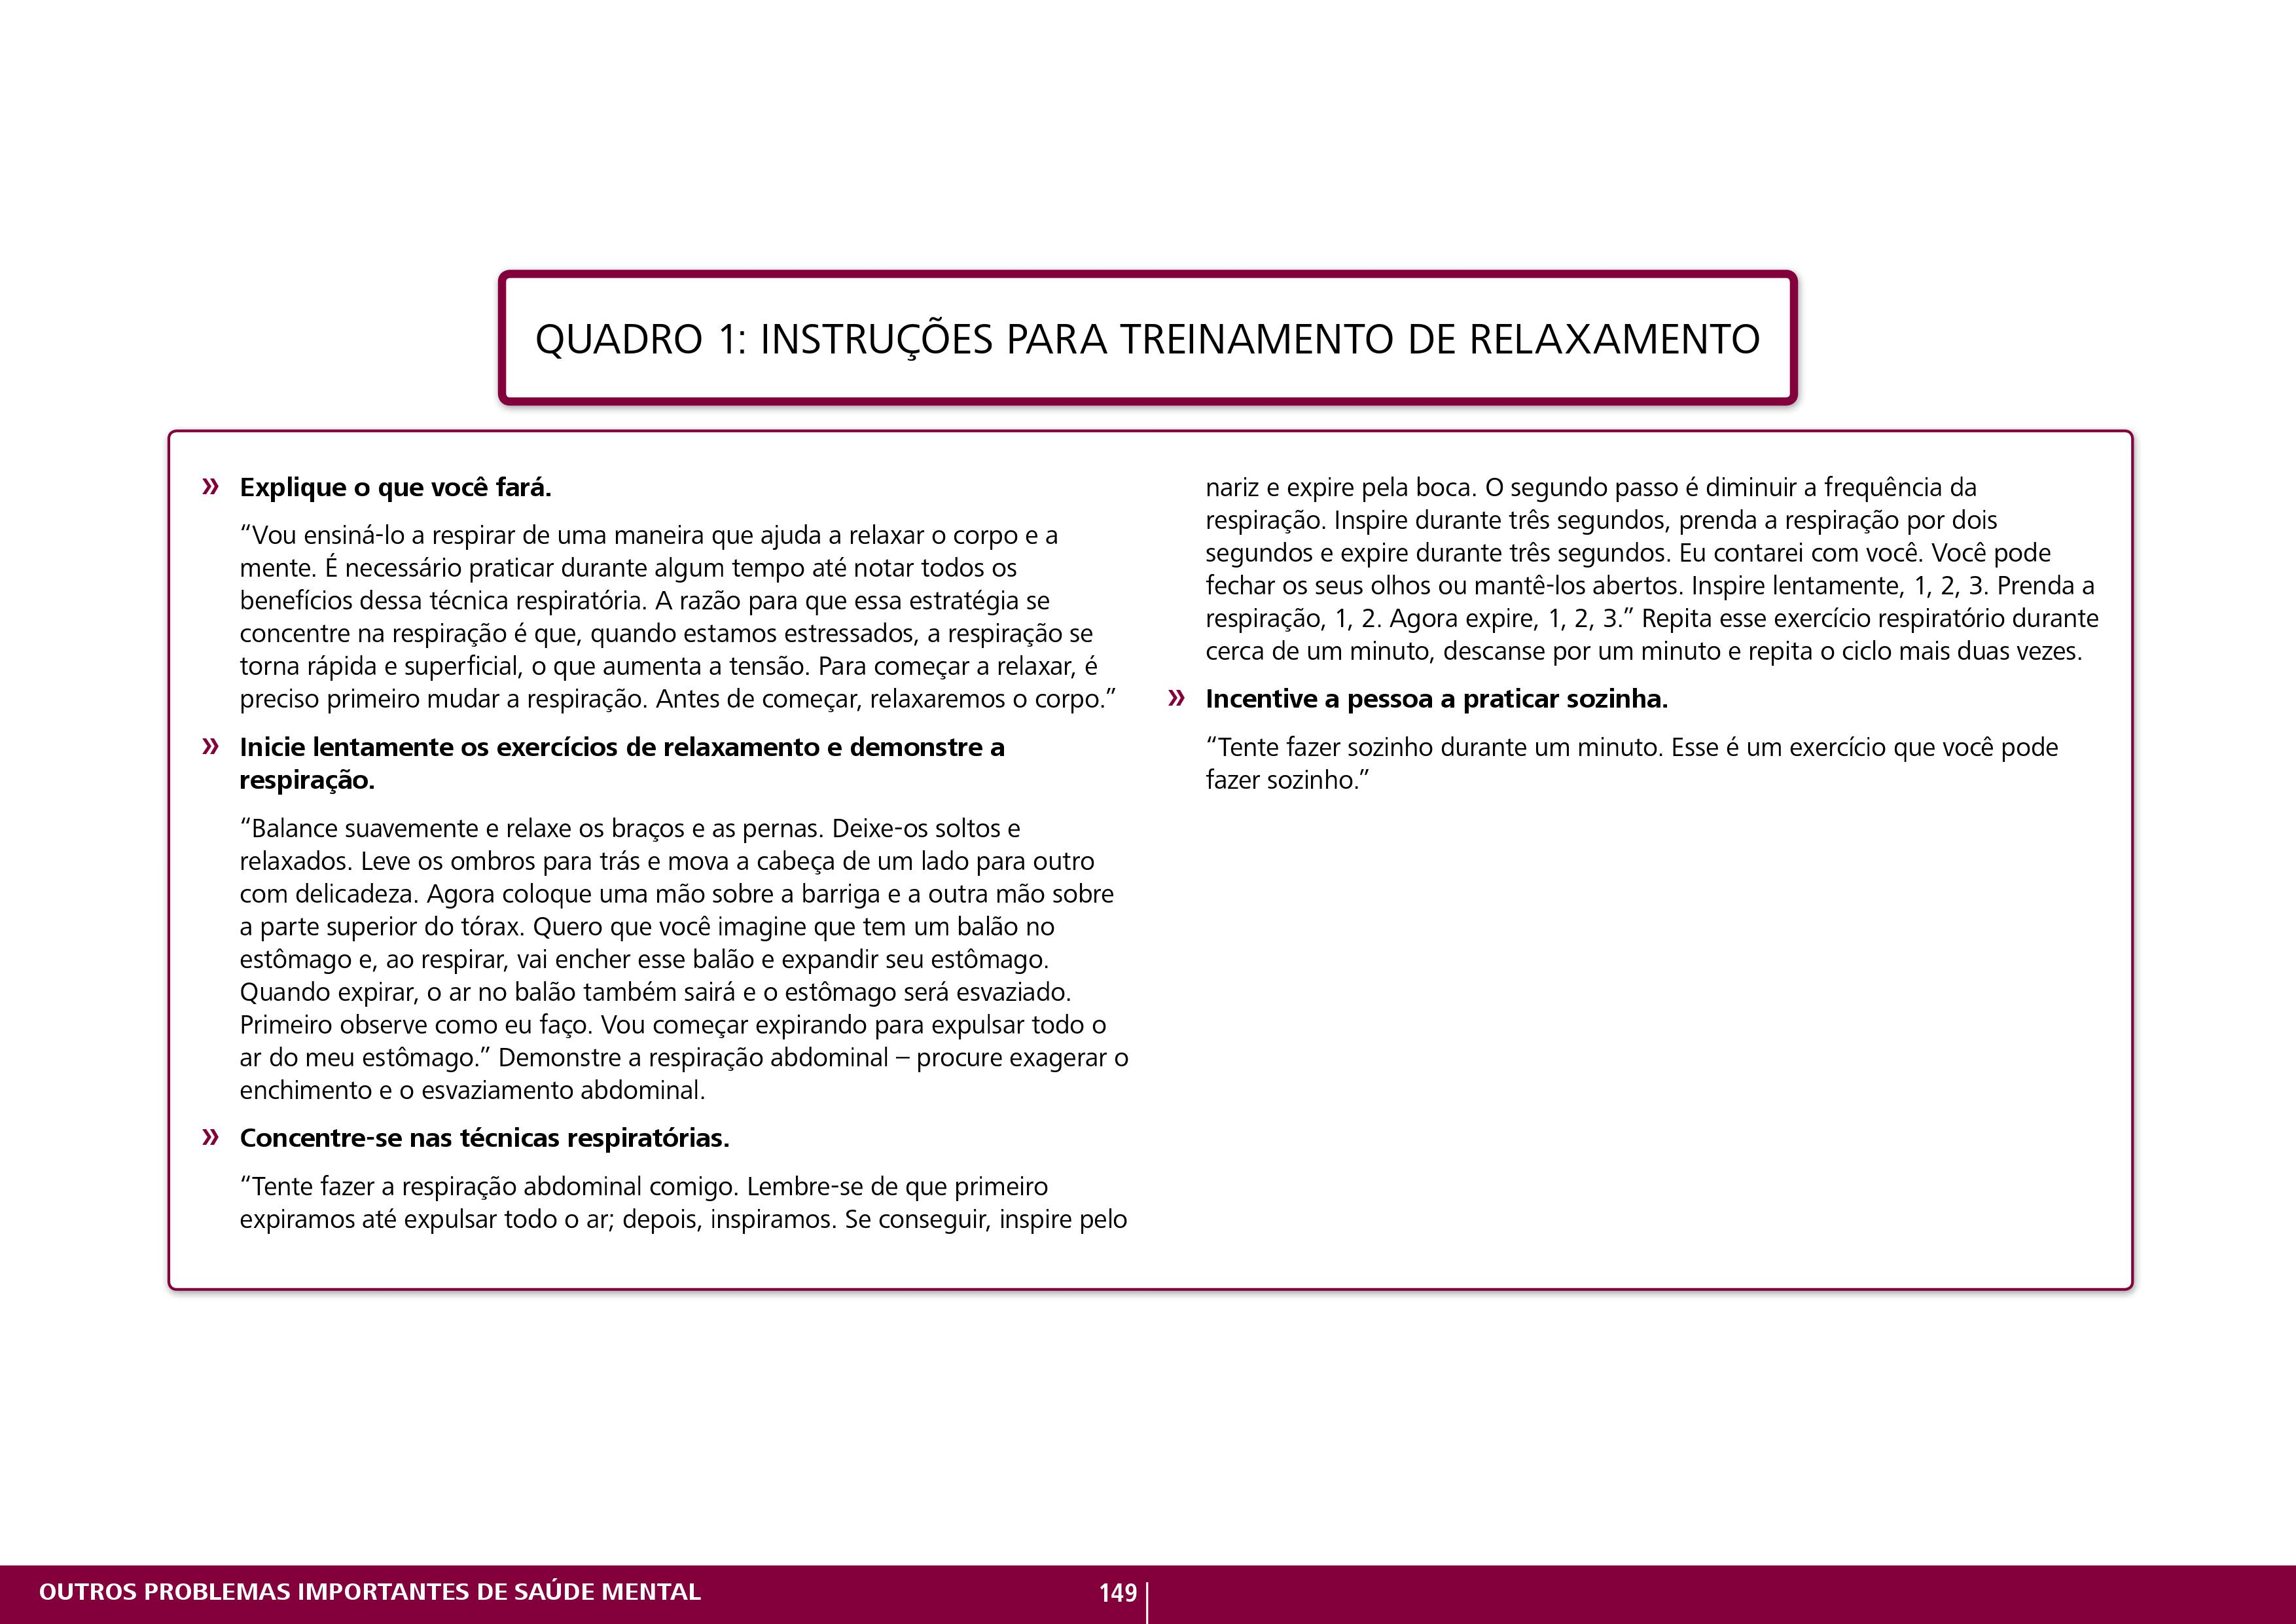 QUADRO 1: INSTRUÇÕES PARA TREINAMENTO DE RELAXAMENTO
» Explique o que você fará.
“Vou ensiná-lo a respirar de uma maneira que ajuda a relaxar o corpo e a
mente. É necessário praticar durante algum tempo até notar todos os
benefícios dessa técnica respiratória. A razão para que essa estratégia se
concentre na respiração é que, quando estamos estressados, a respiração se
torna rápida e superficial, o que aumenta a tensão. Para começar a relaxar, é
preciso primeiro mudar a respiração. Antes de começar, relaxaremos o corpo.”
» Inicie lentamente os exercícios de relaxamento e demonstre a
respiração.
“Balance suavemente e relaxe os braços e as pernas. Deixe-os soltos e
relaxados. Leve os ombros para trás e mova a cabeça de um lado para outro
com delicadeza. Agora coloque uma mão sobre a barriga e a outra mão sobre
a parte superior do tórax. Quero que você imagine que tem um balão no
estômago e, ao respirar, vai encher esse balão e expandir seu estômago.
Quando expirar, o ar no balão também sairá e o estômago será esvaziado.
Primeiro observe como eu faço. Vou começar expirando para expulsar todo o
ar do meu estômago.” Demonstre a respiração abdominal – procure exagerar o
enchimento e o esvaziamento abdominal.
» Concentre-se nas técnicas respiratórias.
“Tente fazer a respiração abdominal comigo. Lembre-se de que primeiro
expiramos até expulsar todo o ar; depois, inspiramos. Se conseguir, inspire pelo
nariz e expire pela boca. O segundo passo é diminuir a frequência da
respiração. Inspire durante três segundos, prenda a respiração por dois
segundos e expire durante três segundos. Eu contarei com você. Você pode
fechar os seus olhos ou mantê-los abertos. Inspire lentamente, 1, 2, 3. Prenda a
respiração, 1, 2. Agora expire, 1, 2, 3.” Repita esse exercício respiratório durante
cerca de um minuto, descanse por um minuto e repita o ciclo mais duas vezes.
» Incentive a pessoa a praticar sozinha.
“Tente fazer sozinho durante um minuto. Esse é um exercício que você pode
fazer sozinho.”
OUTROS PROBLEMAS IMPORTANTES DE SAÚDE MENTAL
149